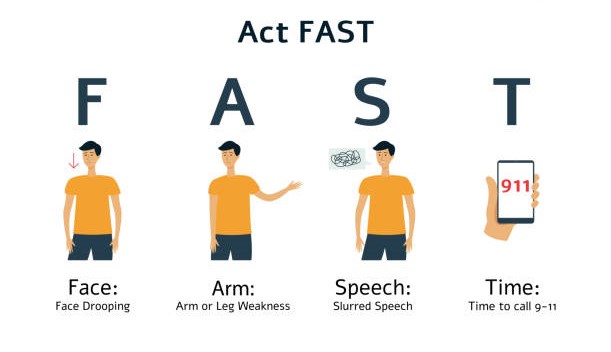 Act FAST
F A S T
911
Face: Arm: Speech: Time:
Face Drooping Arm or Leg Weakness Slurred Speech Time to call 9-11